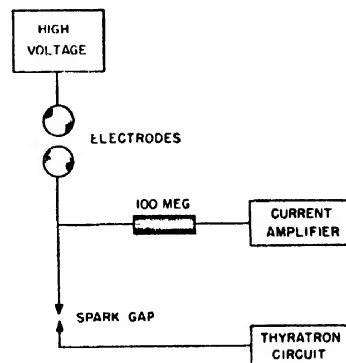 HIGH
VOLTAGE
ELECTRODES
100 MEG
CURRENT
AMPLIFIER
SPARK GAP
THYRATRON
CIRCUIT